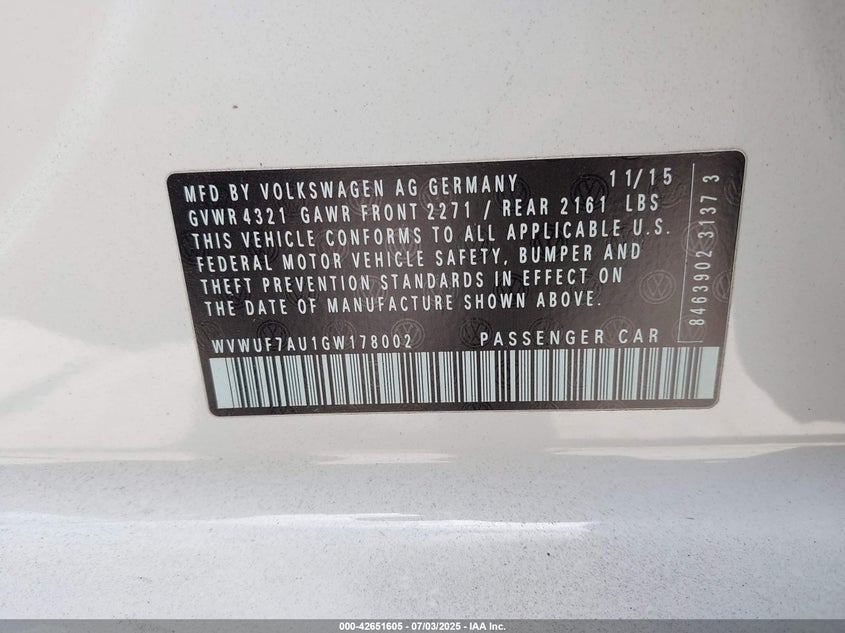 MFD BY VOLKSWAGEN AG GERMANY 11/15
GVWR 4321 GAWR FRONT 2271 / REAR 2161 LBS
THIS VEHICLE CONFORMS TO ALL APPLICABLE U.S.
FEDERAL MOTOR VEHICLE SAFETY, BUMPER AND
THEFT PREVENTION STANDARDS IN EFFECT ON
THE DATE OF MANUFACTURE SHOWN ABOVE.
WVWUF7AU1GW178002 PASSENGER CAR
8463902 3137 3
000-42651605 - 07/03/2025 - IAA Inc.